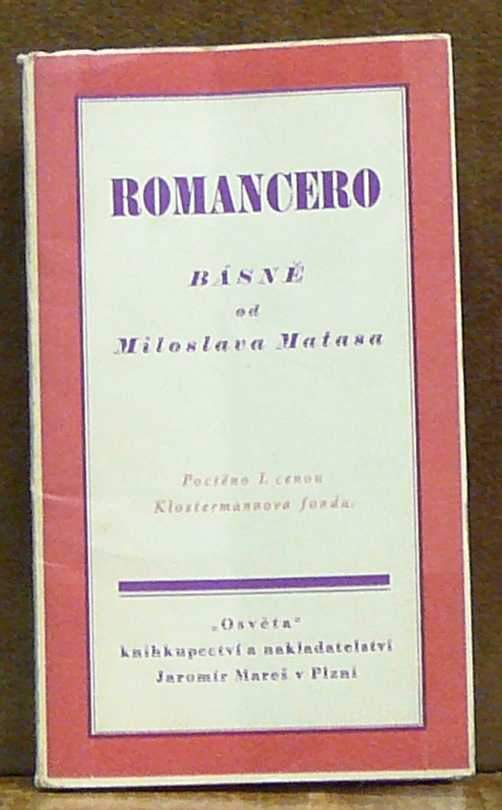 ROMANCERO
BÁSNĚ
od
Miloslava Matasa
Poctěno I. cenou
Klostermannova fondu.
„Osvěta“
knihkupectví a nakladatelství
Jaromír Mareš v Plzni